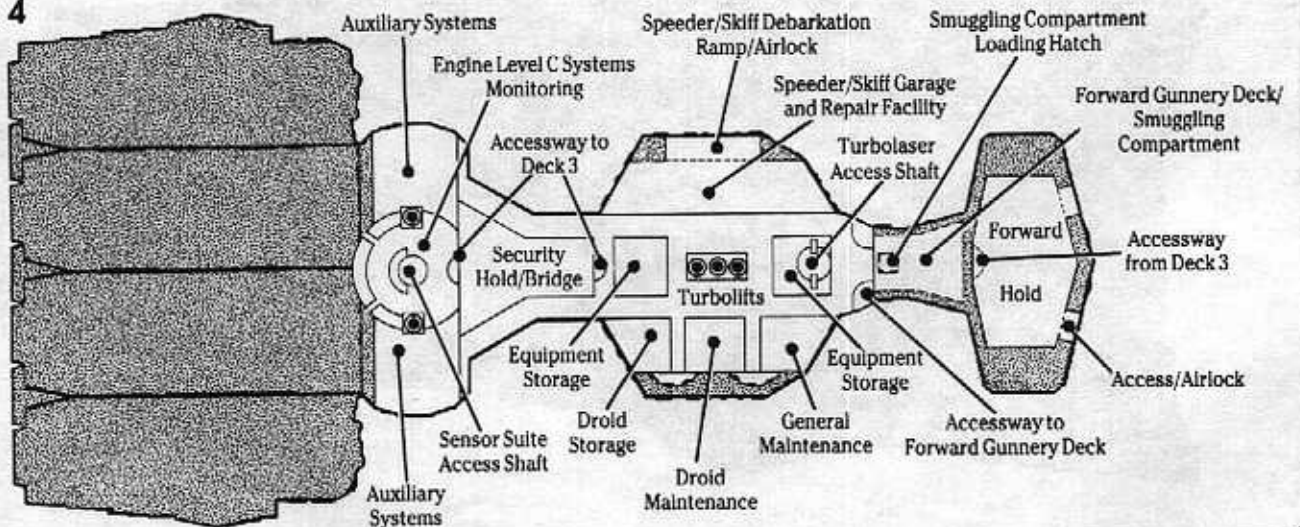 4
Auxiliary Systems
Engine Level C Systems
Monitoring
Accessway to
Deck 3
Speeder/Skiff Debarkation
Ramp/Airlock
Speeder/Skiff Garage
and Repair Facility
Turbolaser
Access Shaft
Smuggling Compartment
Loading Hatch
Forward Gunnery Deck/
Smuggling
Compartment
Security
Hold/Bridge
Turbolifts
Forward
Hold
Accessway
from Deck 3
Equipment
Storage
Droid
Storage
Droid
Maintenance
General
Maintenance
Equipment
Storage
Accessway to
Forward Gunnery Deck
Access/Airlock
Sensor Suite
Access Shaft
Auxiliary
Systems